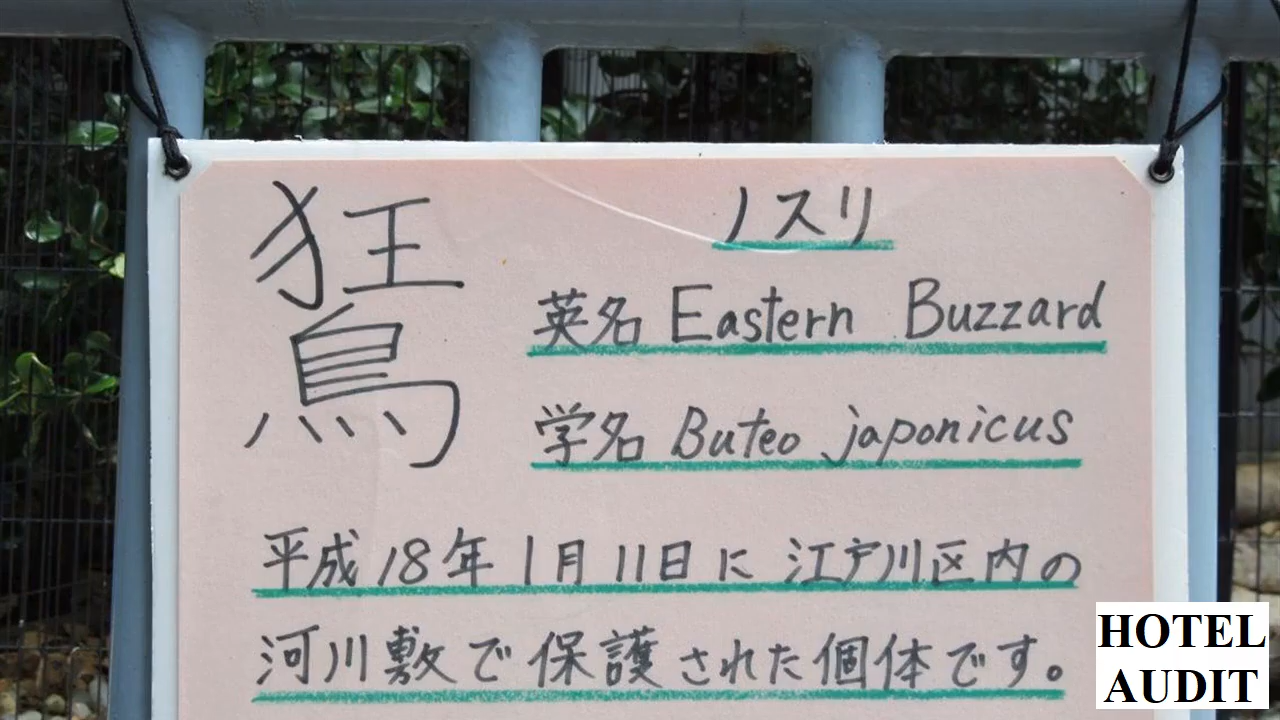 鵟
ノスリ
英名 Eastern Buzzard
学名 Buteo japonicus
平成18年1月11日に江戸川区内の
河川敷で保護された個体です。
HOTEL
AUDIT